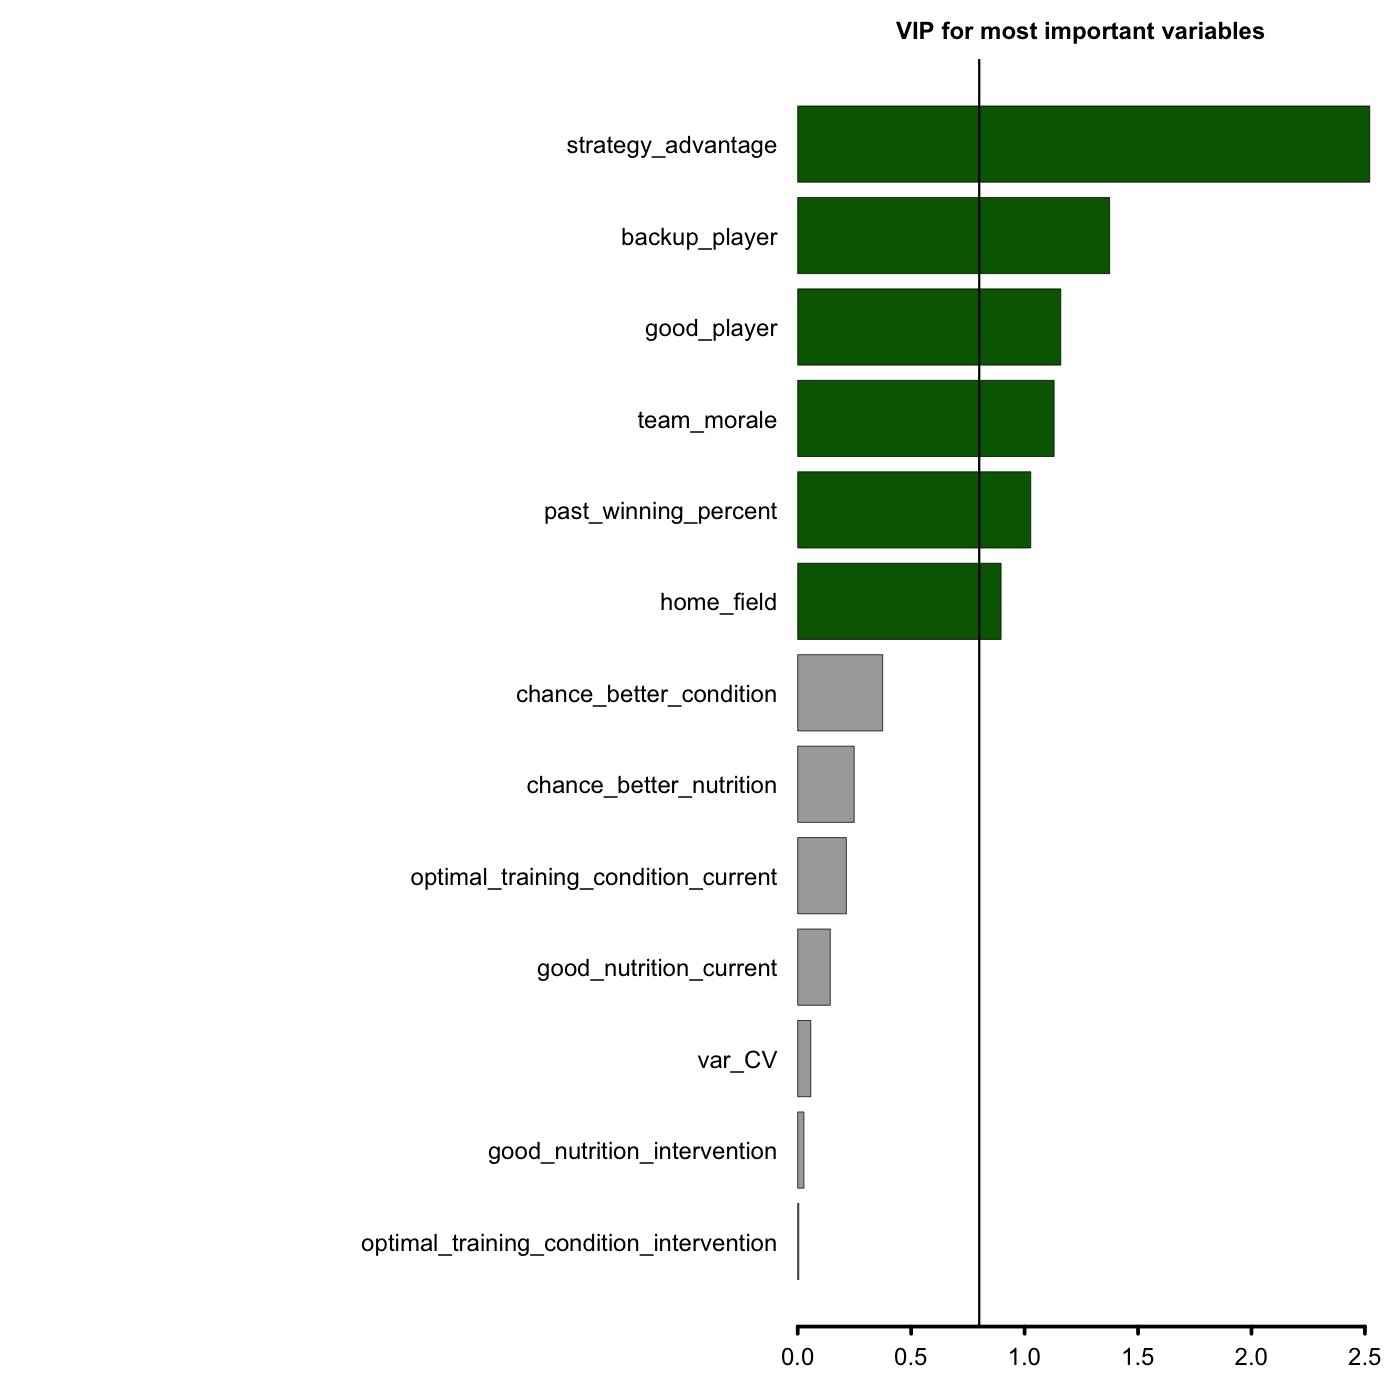 VIP for most important variables
strategy_advantage
backup_player
good_player
team_morale
past_winning_percent
home_field
chance_better_condition
chance_better_nutrition
optimal_training_condition_current
good_nutrition_current
var_CV
good_nutrition_intervention
optimal_training_condition_intervention
0.0 0.5 1.0 1.5 2.0 2.5